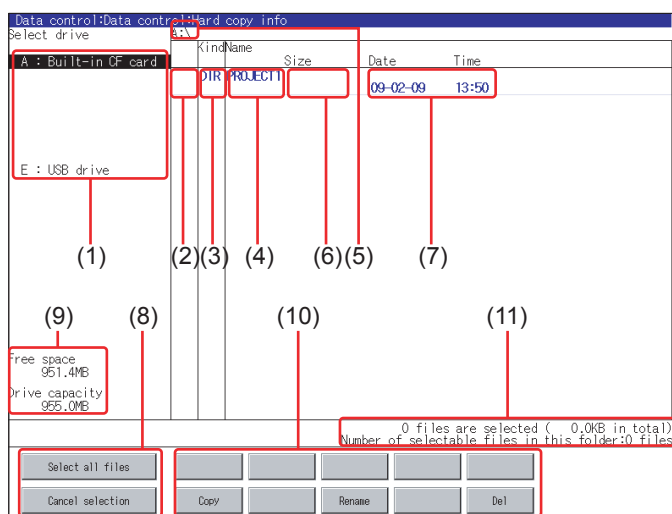 Data control:Data control:Hard copy info
Select drive
A:\
Kind Name
Size
Date
Time
A : Built-in CF card
DIR PROJECT1
09-02-09 13:50
E : USB drive
(1)
(2)(3)
(4)
(6)(5)
(7)
(9)
(8)
(10)
(11)
Free space
951.4MB
Drive capacity
955.0MB
0 files are selected ( 0.0KB in total)
Number of selectable files in this folder:0 files
Select all files
Cancel selection
Copy
Rename
Del